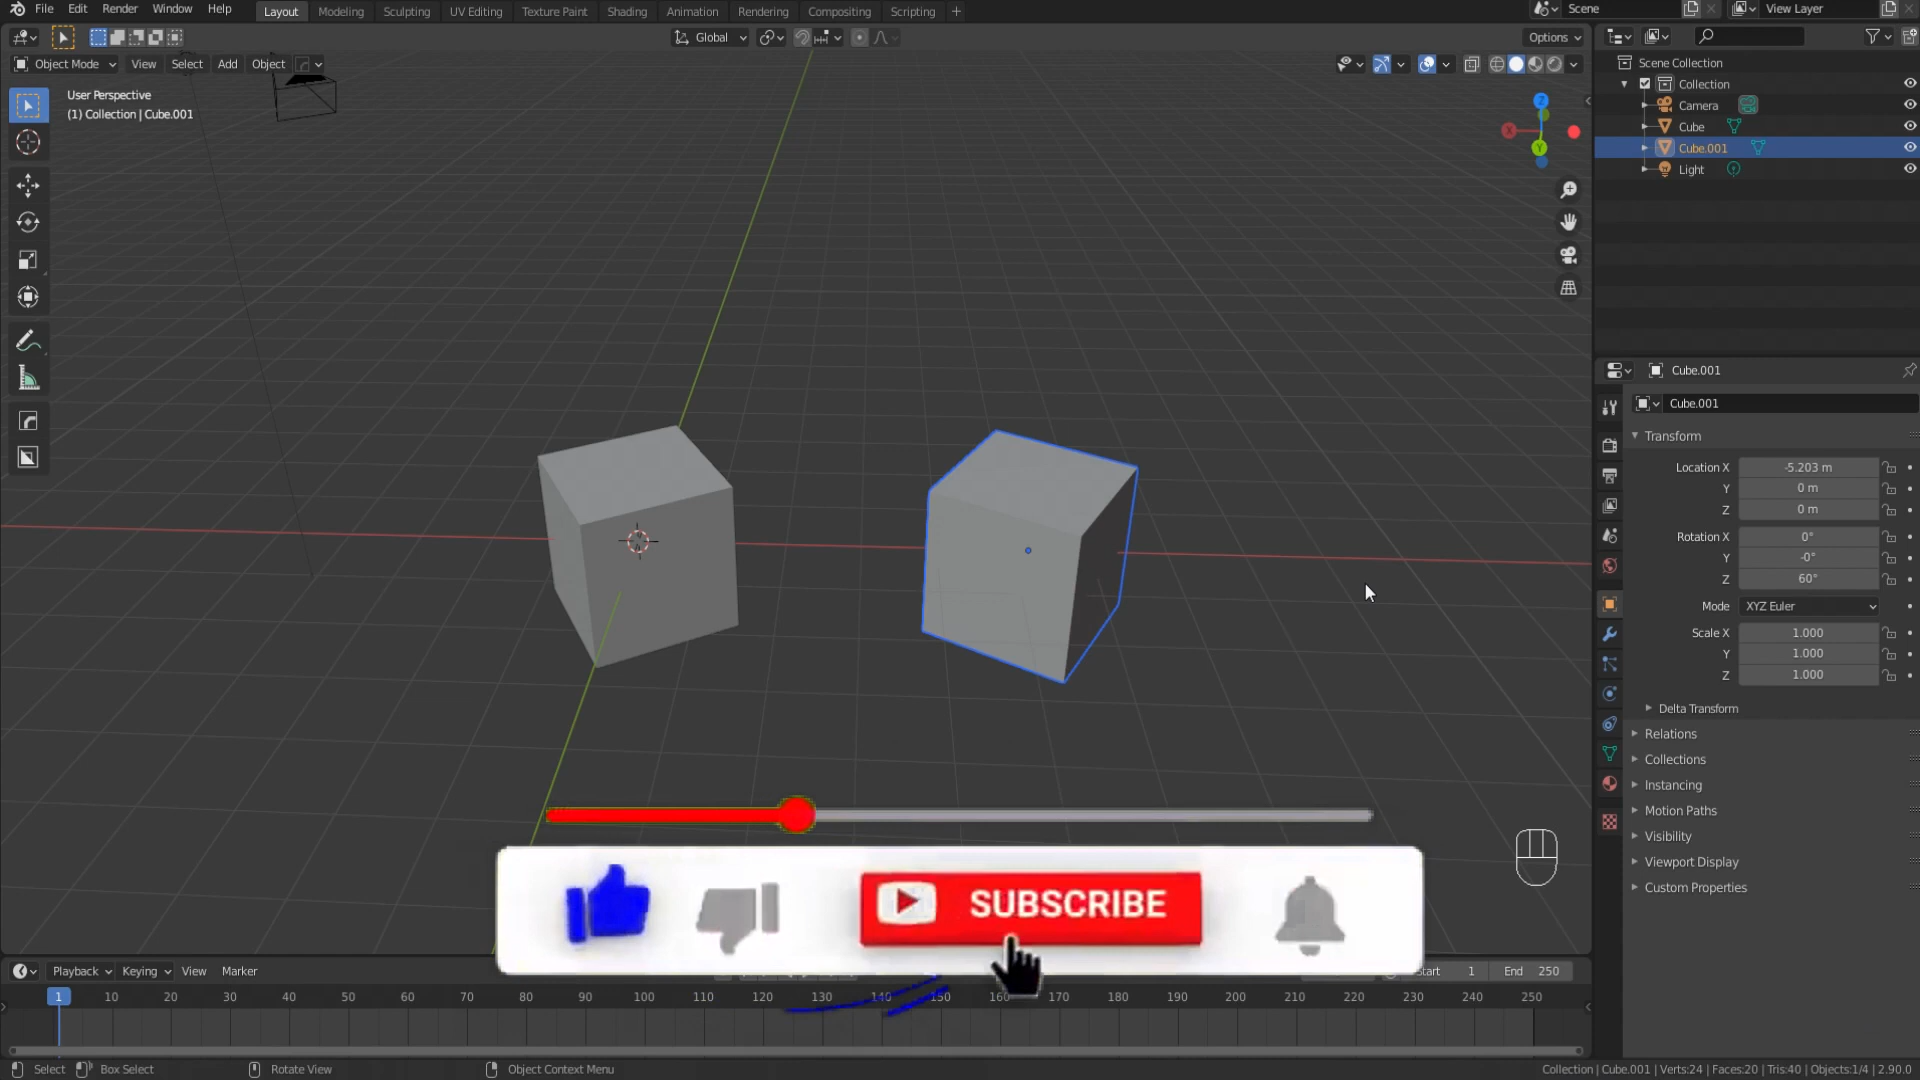 File Edit Render Window Help Layout Modeling Sculpting UV Editing Texture Paint Shading Animation Rendering Compositing Scripting + Scene View Layer
Global Options
Object Mode View Select Add Object
User Perspective
(1) Collection | Cube.001
Z
X
Y
Scene Collection
Collection
Camera
Cube
Cube.001
Light
Cube.001
Cube.001
Transform
Location X -5.203 m
Y 0 m
Z 0 m
Rotation X 0°
Y -0°
Z 60°
Mode XYZ Euler
Scale X 1.000
Y 1.000
Z 1.000
Delta Transform
Relations
Collections
Instancing
Motion Paths
Visibility
Viewport Display
Custom Properties
SUBSCRIBE
Playback Keying View Marker Start 1 End 250
1 10 20 30 40 50 60 70 80 90 100 110 120 130 140 150 160 170 180 190 200 210 220 230 240 250
Select Box Select Rotate View Object Context Menu Collection | Cube.001 | Verts:24 | Faces:20 | Tris:40 | Objects:1/4 | 2.90.0